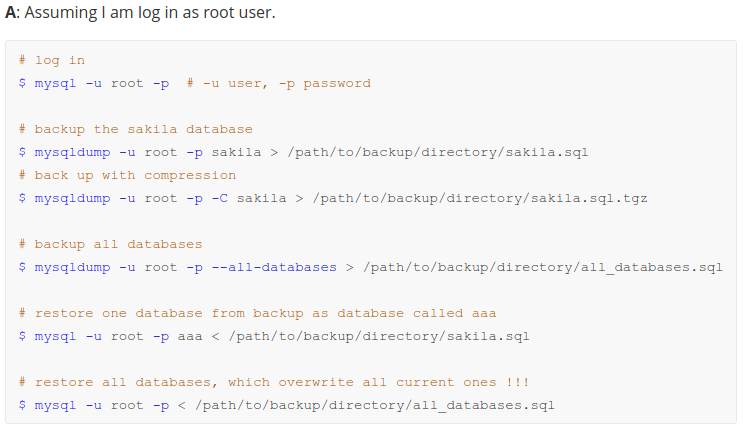 A: Assuming I am log in as root user.
# log in
$ mysql -u root -p  # -u user, -p password
# backup the sakila database
$ mysqldump -u root -p sakila > /path/to/backup/directory/sakila.sql
# back up with compression
$ mysqldump -u root -p -C sakila > /path/to/backup/directory/sakila.sql.tgz
# backup all databases
$ mysqldump -u root -p --all-databases > /path/to/backup/directory/all_databases.sql
# restore one database from backup as database called aaa
$ mysql -u root -p aaa < /path/to/backup/directory/sakila.sql
# restore all databases, which overwrite all current ones !!!
$ mysql -u root -p < /path/to/backup/directory/all_databases.sql